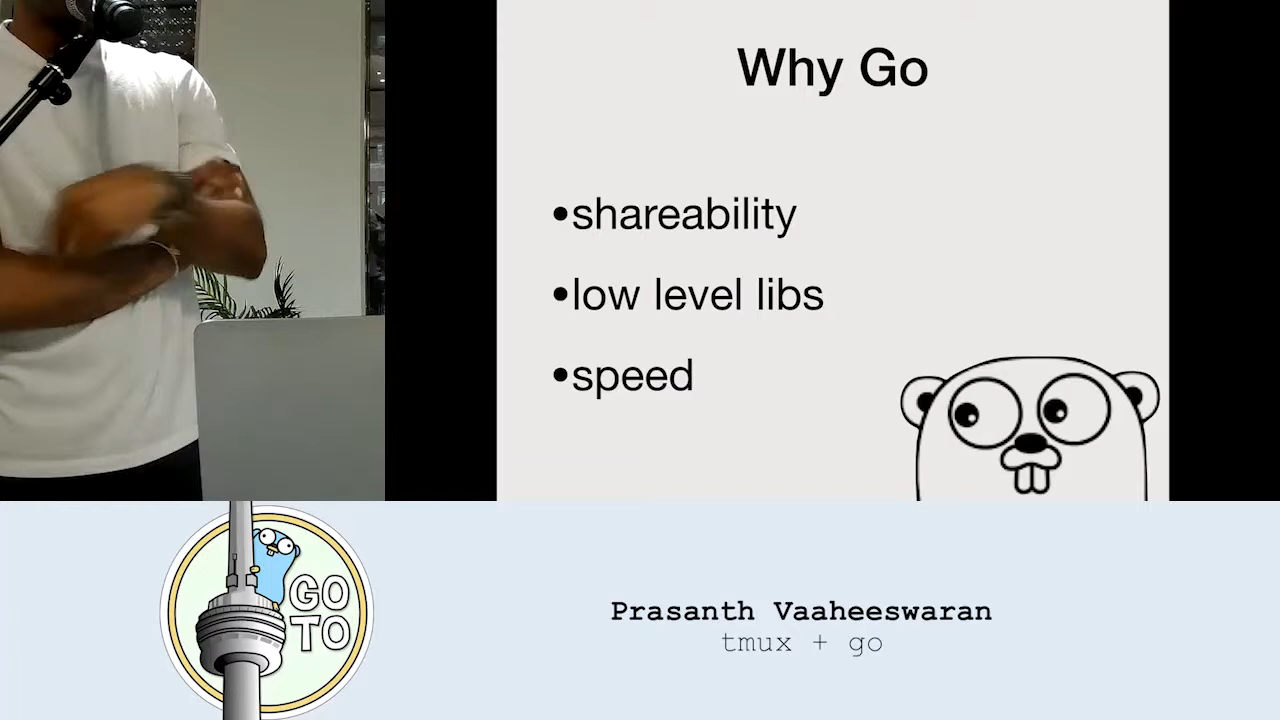 Why Go
•shareability
•low level libs
•speed
GO
TO
Prasanth Vaaheeswaran
tmux + go